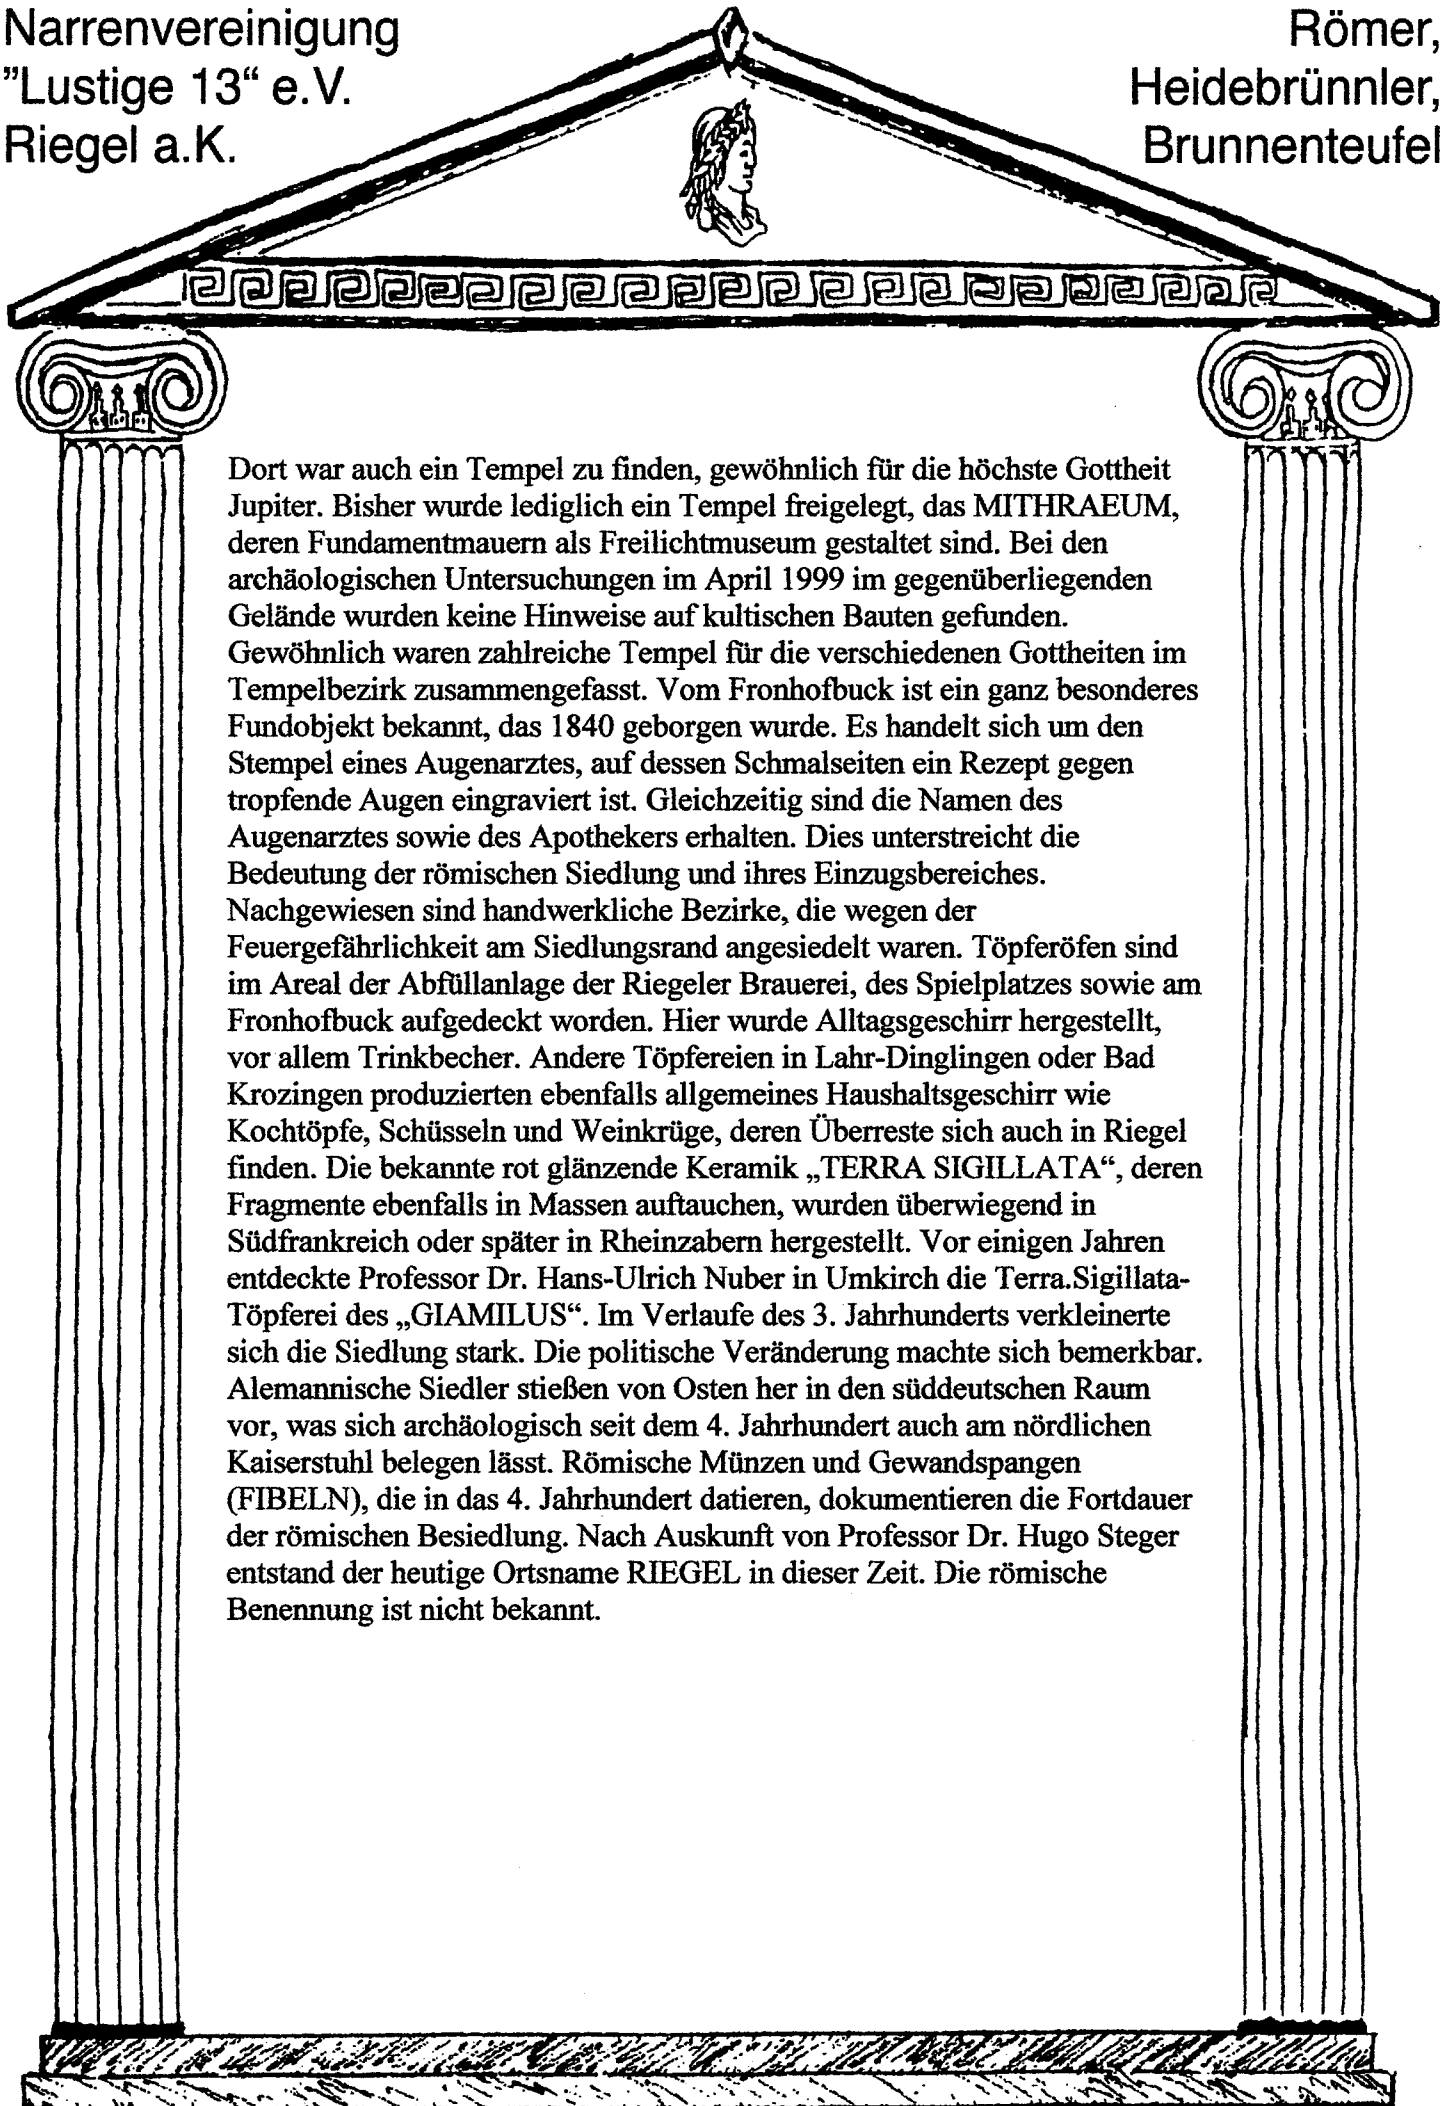 Narrenvereinigung
"Lustige 13“ e.V.
Riegel a.K.
Römer,
Heidebrünnler,
Brunnenteufel
Dort war auch ein Tempel zu finden, gewöhnlich für die höchste Gottheit
Jupiter. Bisher wurde lediglich ein Tempel freigelegt, das MITHRAEUM,
deren Fundamentmauern als Freilichtmuseum gestaltet sind. Bei den
archäologischen Untersuchungen im April 1999 im gegenüberliegenden
Gelände wurden keine Hinweise auf kultischen Bauten gefunden.
Gewöhnlich waren zahlreiche Tempel für die verschiedenen Gottheiten im
Tempelbezirk zusammengefasst. Vom Fronhofbuck ist ein ganz besonderes
Fundobjekt bekannt, das 1840 geborgen wurde. Es handelt sich um den
Stempel eines Augenarztes, auf dessen Schmalseiten ein Rezept gegen
tropfende Augen eingraviert ist. Gleichzeitig sind die Namen des
Augenarztes sowie des Apothekers erhalten. Dies unterstreicht die
Bedeutung der römischen Siedlung und ihres Einzugsbereiches.
Nachgewiesen sind handwerkliche Bezirke, die wegen der
Feuergefährlichkeit am Siedlungsrand angesiedelt waren. Töpferöfen sind
im Areal der Abfüllanlage der Riegeler Brauerei, des Spielplatzes sowie am
Fronhofbuck aufgedeckt worden. Hier wurde Alltagsgeschirr hergestellt,
vor allem Trinkbecher. Andere Töpfereien in Lahr-Dinglingen oder Bad
Krozingen produzierten ebenfalls allgemeines Haushaltsgeschirr wie
Kochtöpfe, Schüsseln und Weinkrüge, deren Überreste sich auch in Riegel
finden. Die bekannte rot glänzende Keramik „TERRA SIGILLATA“, deren
Fragmente ebenfalls in Massen auftauchen, wurden überwiegend in
Südfrankreich oder später in Rheinzabern hergestellt. Vor einigen Jahren
entdeckte Professor Dr. Hans-Ulrich Nuber in Umkirch die Terra.Sigillata-
Töpferei des „GIAMILUS“. Im Verlaufe des 3. Jahrhunderts verkleinerte
sich die Siedlung stark. Die politische Veränderung machte sich bemerkbar.
Alemannische Siedler stießen von Osten her in den süddeutschen Raum
vor, was sich archäologisch seit dem 4. Jahrhundert auch am nördlichen
Kaiserstuhl belegen lässt. Römische Münzen und Gewandspangen
(FIBELN), die in das 4. Jahrhundert datieren, dokumentieren die Fortdauer
der römischen Besiedlung. Nach Auskunft von Professor Dr. Hugo Steger
entstand der heutige Ortsname RIEGEL in dieser Zeit. Die römische
Benennung ist nicht bekannt.